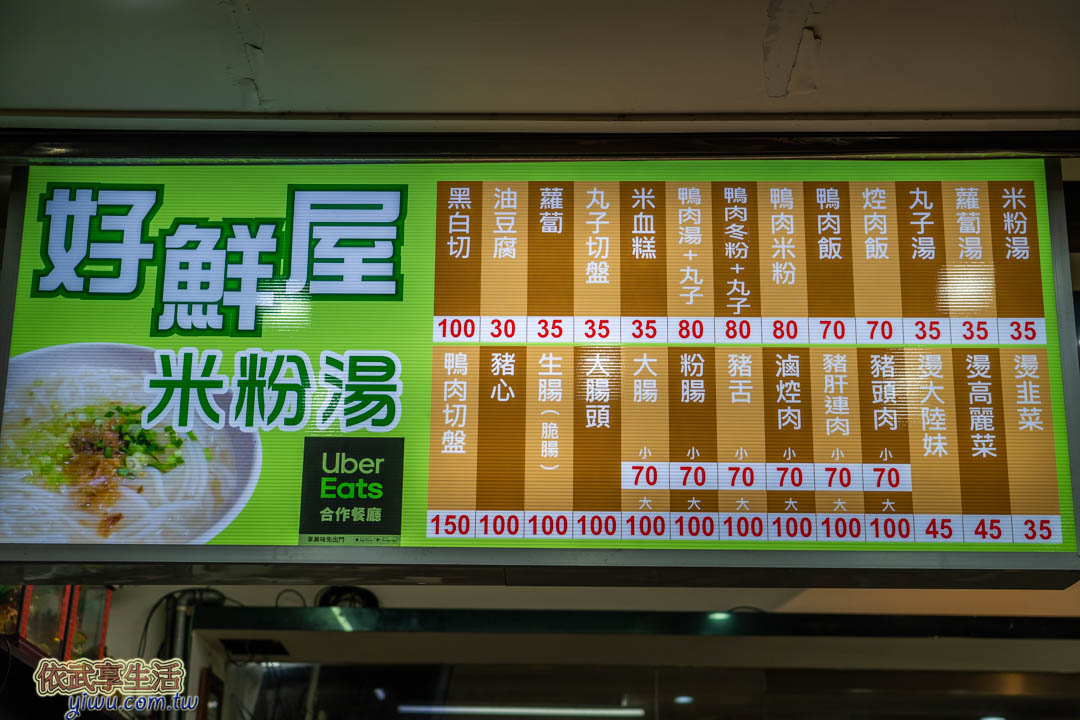 好鮮屋
米粉湯
Uber
Eats
合作餐廳
享美味免出門
米粉湯 35
蘿蔔湯 35
丸子湯 35
焢肉飯 70
鴨肉飯 70
鴨肉米粉 80
鴨肉冬粉+丸子 80
鴨肉湯+丸子 80
米血糕 35
丸子切盤 35
蘿蔔 35
油豆腐 30
黑白切 100
燙韭菜 35
燙高麗菜 45
燙大陸妹 45
豬頭肉 小 70 大 100
豬肝連肉 小 70 大 100
滷焢肉 小 70 大 100
豬舌 小 70 大 100
粉腸 小 70 大 100
大腸 小 70 大 100
大腸頭 100
生腸(脆腸) 100
豬心 100
鴨肉切盤 150
依武享生活
yiwu.com.tw